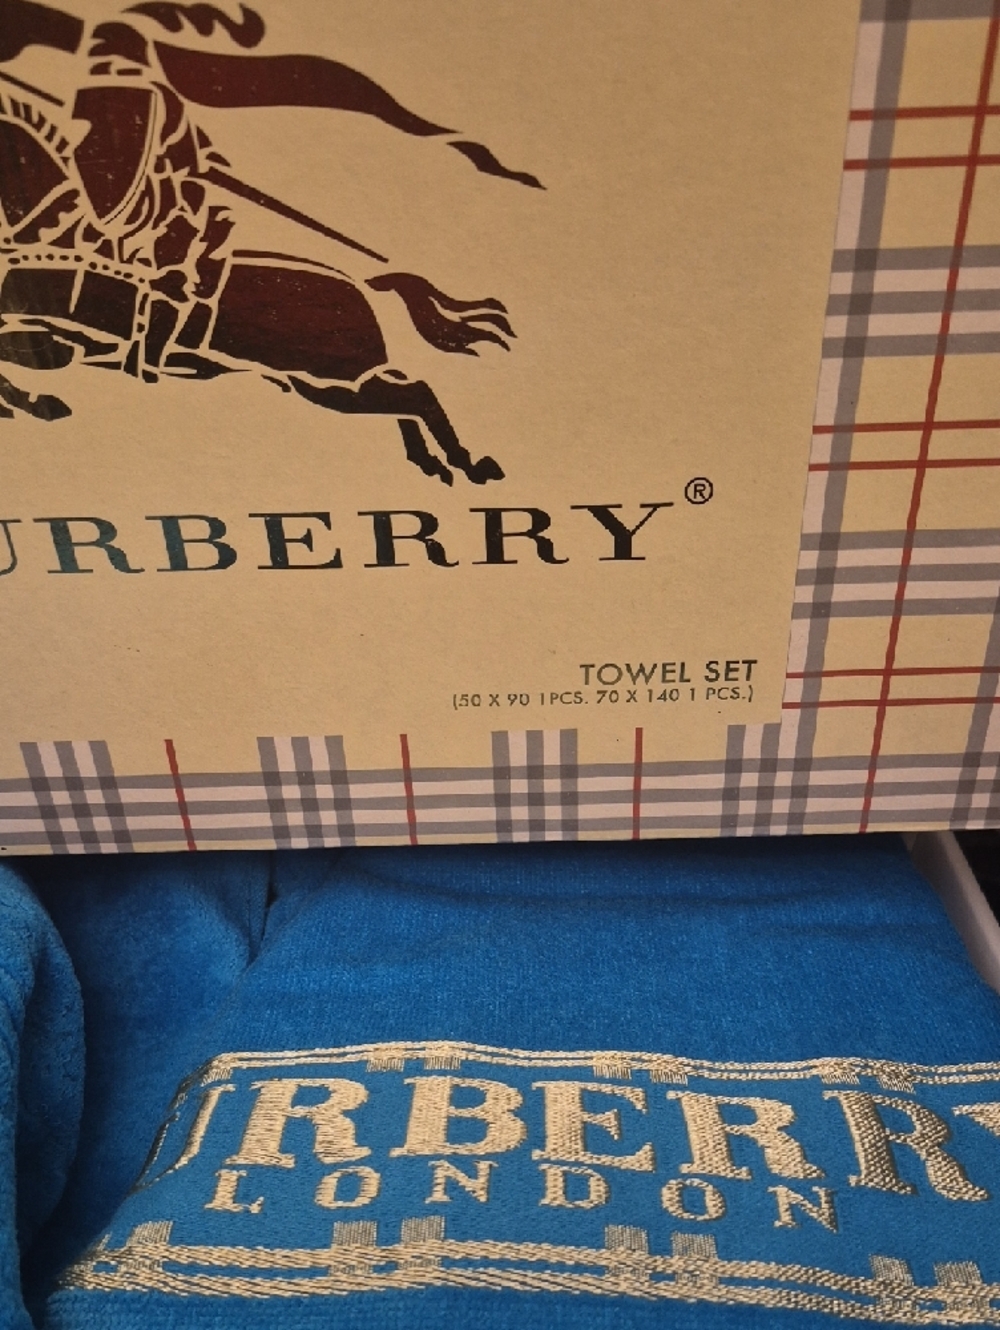 URBERRY®
TOWEL SET
(50 X 90 1PCS. 70 X 140 1 PCS.)
URBERRY
LONDON